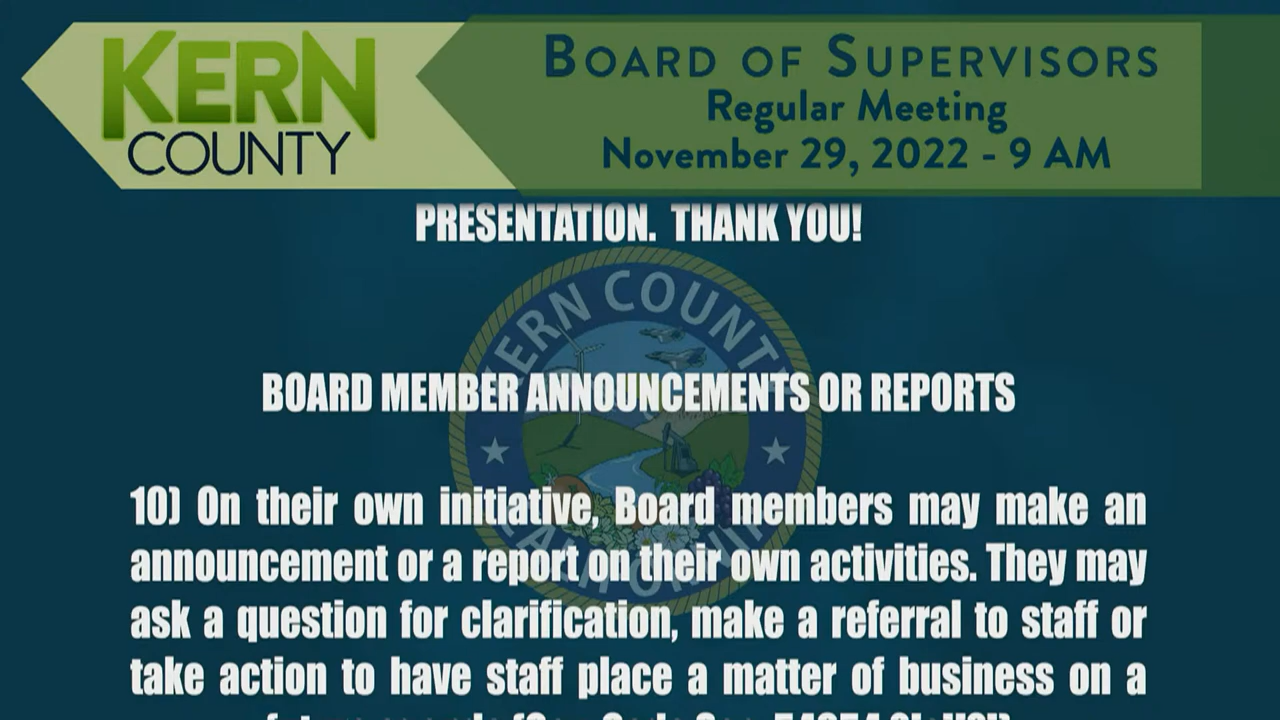 KERN
COUNTY
BOARD OF SUPERVISORS
Regular Meeting
November 29, 2022 - 9 AM
PRESENTATION. THANK YOU!
KERN COUNTY
BOARD MEMBER ANNOUNCEMENTS OR REPORTS
10) On their own initiative, Board members may make an
announcement or a report on their own activities. They may
ask a question for clarification, make a referral to staff or
take action to have staff place a matter of business on a
CALIFORNIA